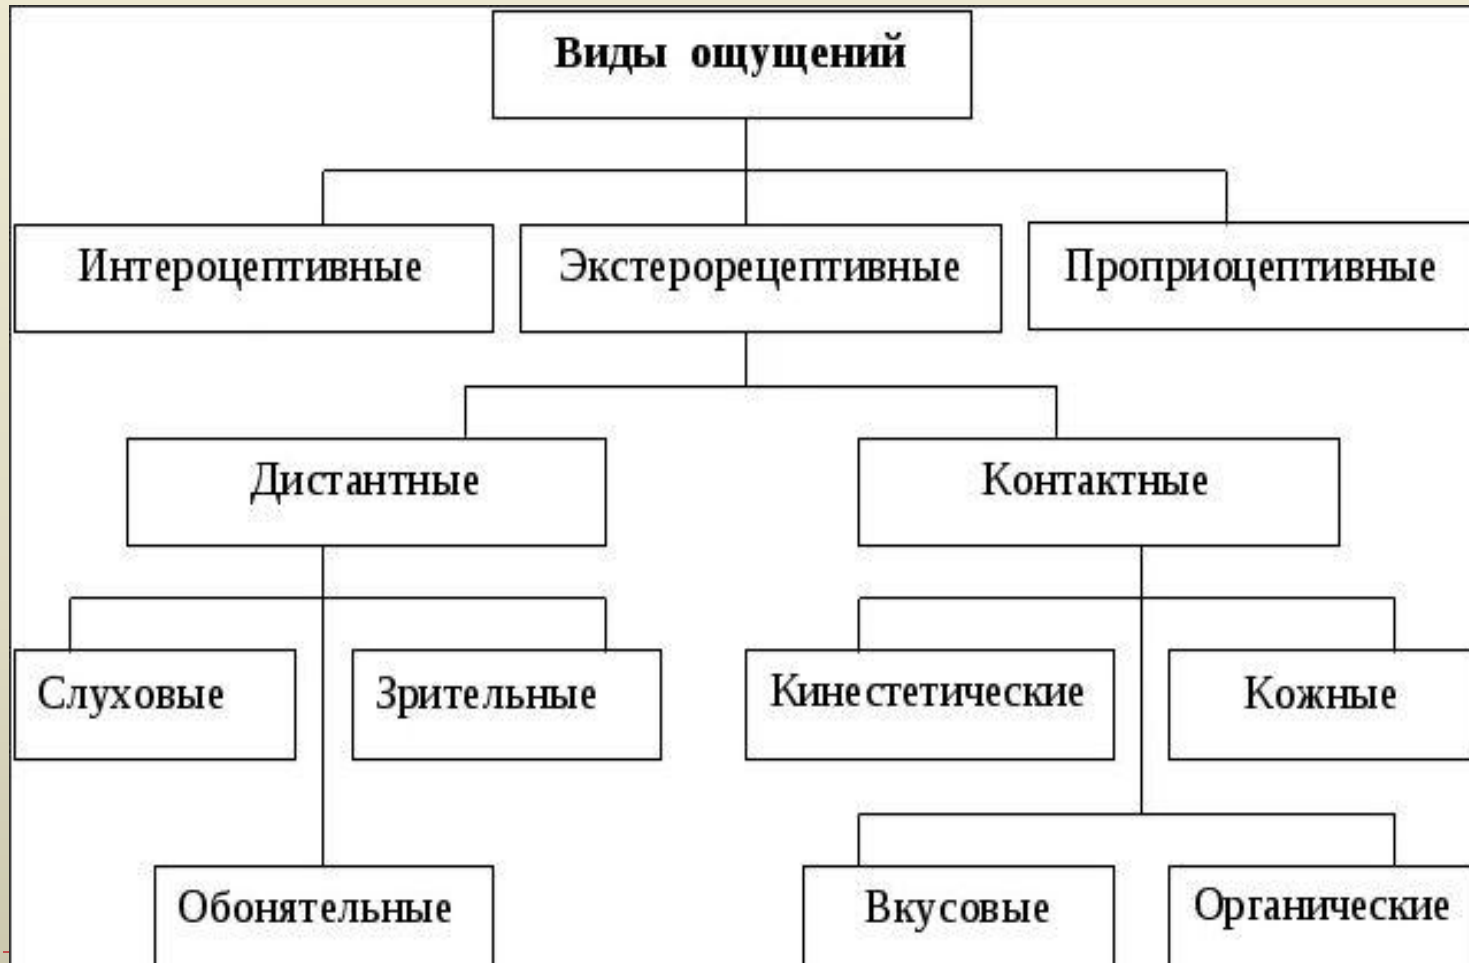 Виды ощущений
Интероцептивные
Экстерорецептивные
Проприоцептивные
Дистантные
Контактные
Слуховые
Зрительные
Кинестетические
Кожные
Обонятельные
Вкусовые
Органические